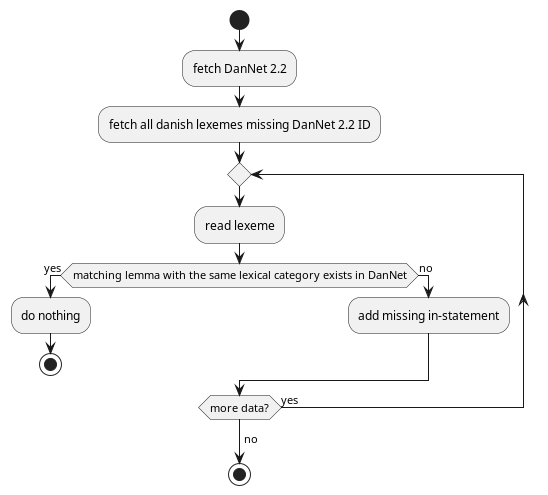 fetch DanNet 2.2
fetch all danish lexemes missing DanNet 2.2 ID
read lexeme
yes
matching lemma with the same lexical category exists in DanNet
no
do nothing
add missing in-statement
more data?
yes
no